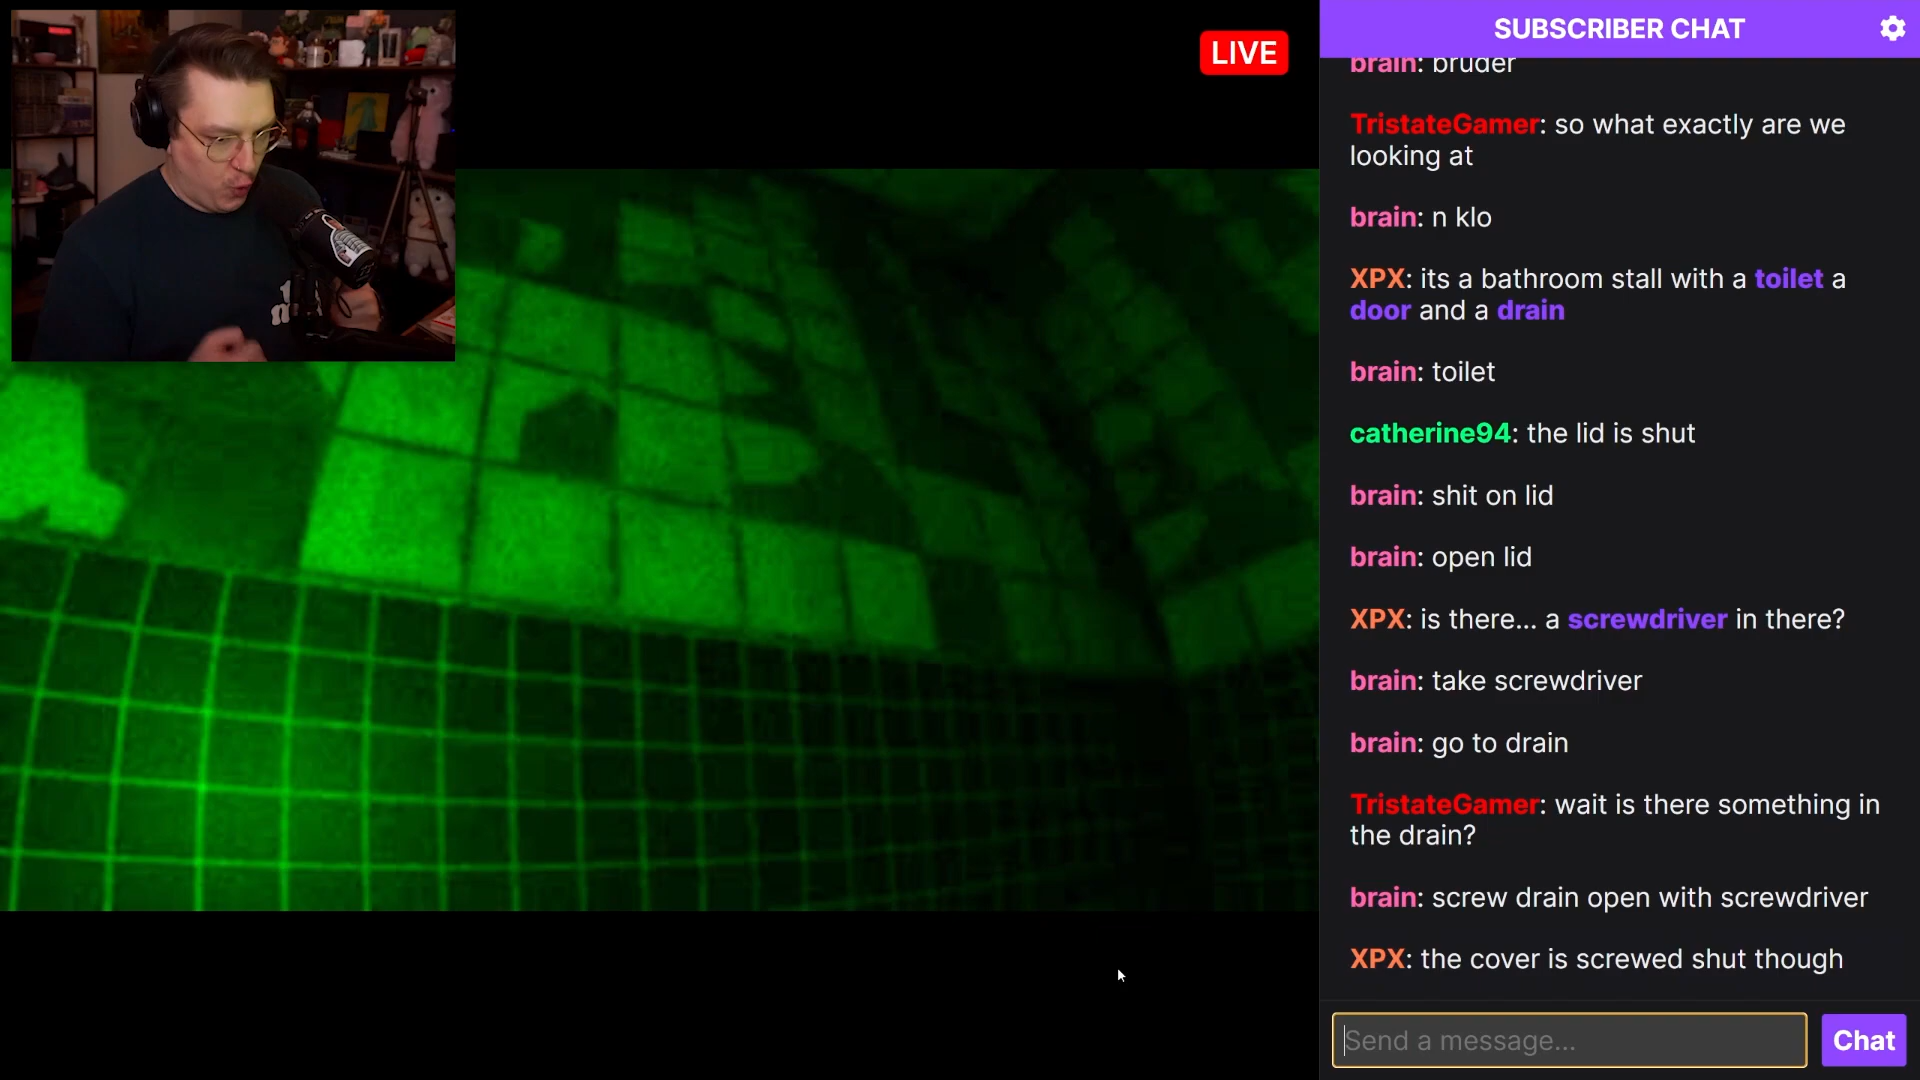 LIVE
SUBSCRIBER CHAT
brain: bruder
TristateGamer: so what exactly are we
looking at
brain: n klo
XPX: its a bathroom stall with a toilet a
door and a drain
brain: toilet
catherine94: the lid is shut
brain: shit on lid
brain: open lid
XPX: is there... a screwdriver in there?
brain: take screwdriver
brain: go to drain
TristateGamer: wait is there something in
the drain?
brain: screw drain open with screwdriver
XPX: the cover is screwed shut though
Send a message...
Chat